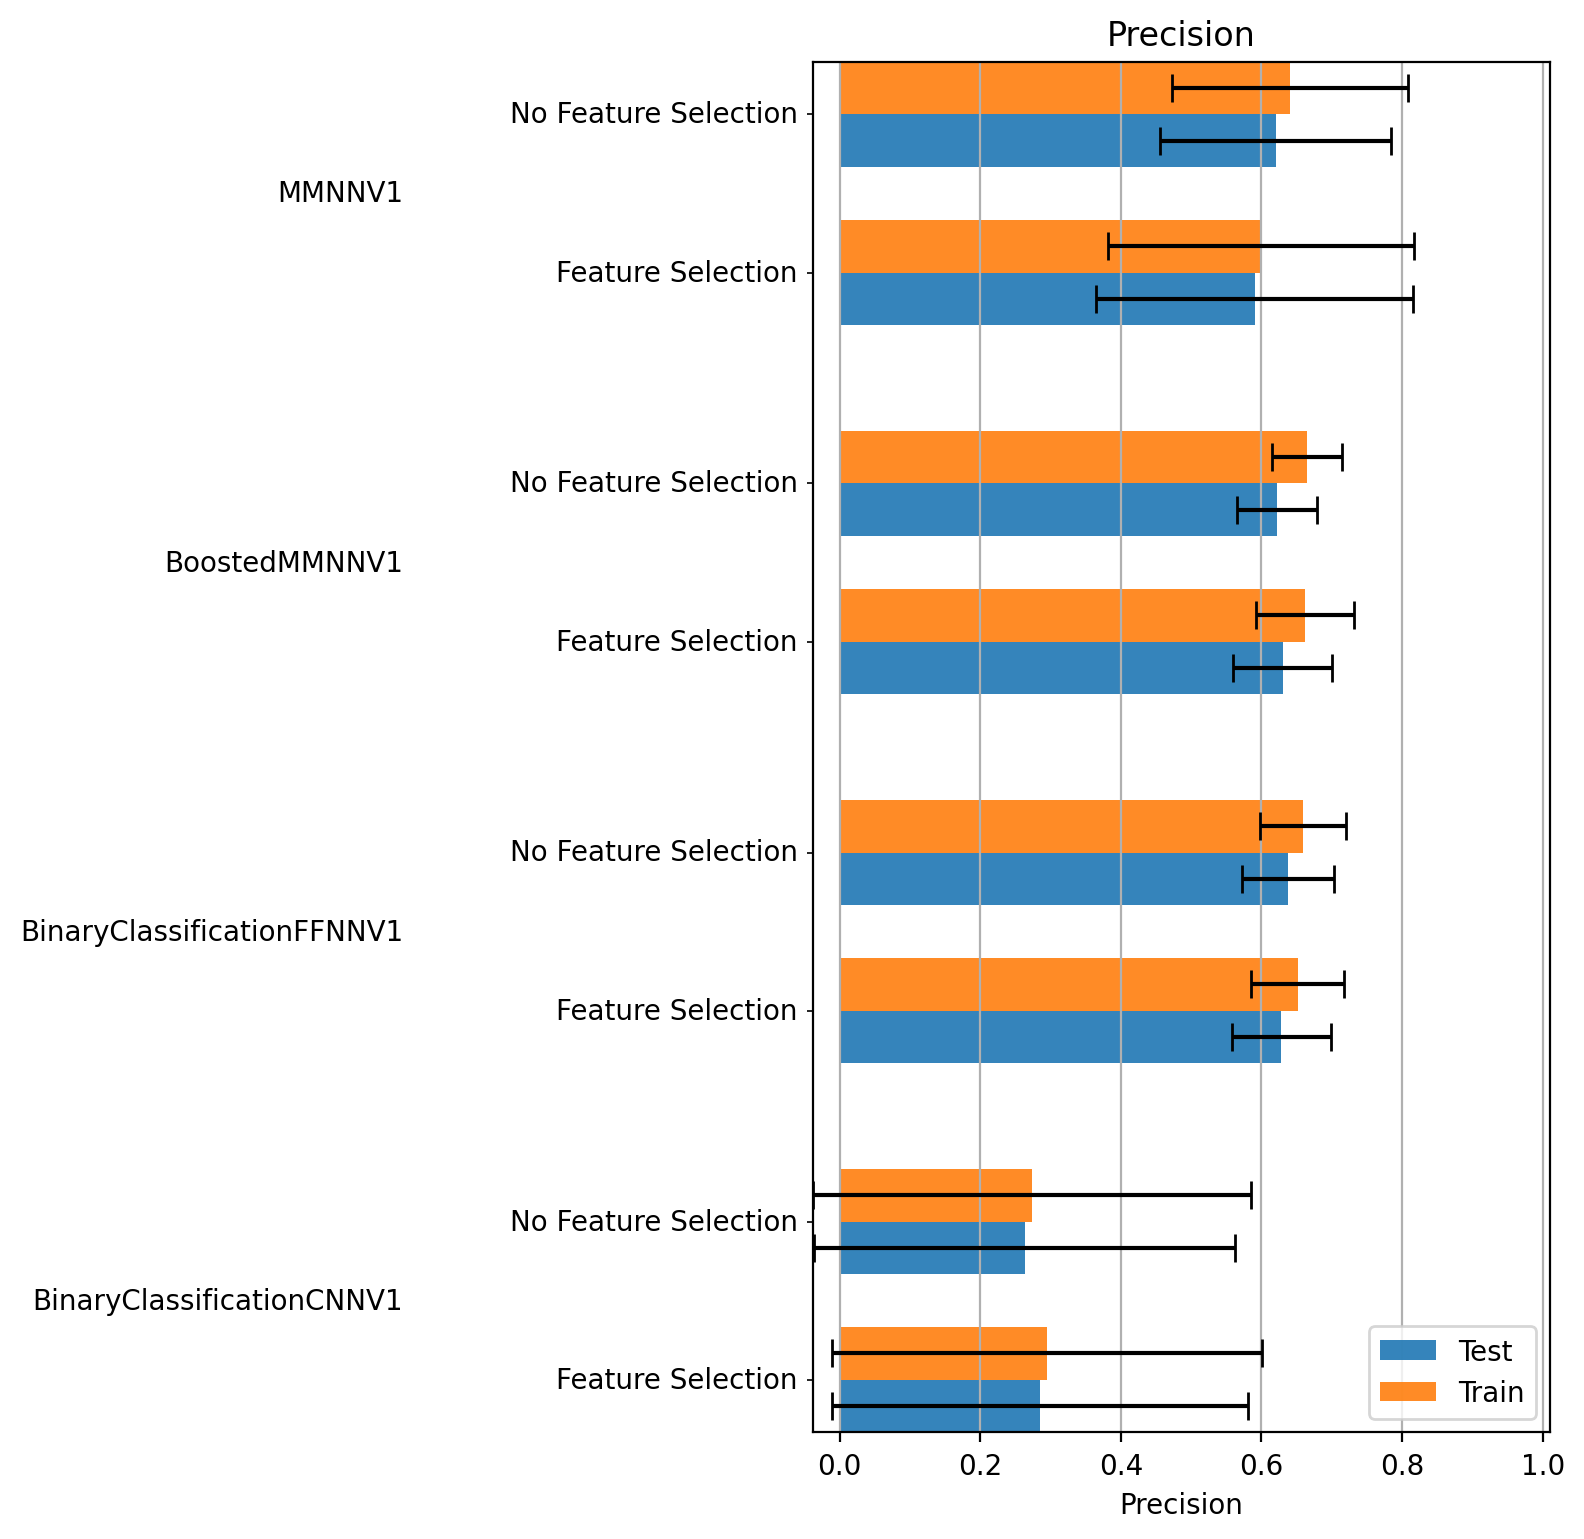 Precision
No Feature Selection
MMNNV1
Feature Selection
No Feature Selection
BoostedMMNNV1
Feature Selection
No Feature Selection
BinaryClassificationFFNNV1
Feature Selection
No Feature Selection
BinaryClassificationCNNV1
Feature Selection
Test
Train
0.0 0.2 0.4 0.6 0.8 1.0
Precision